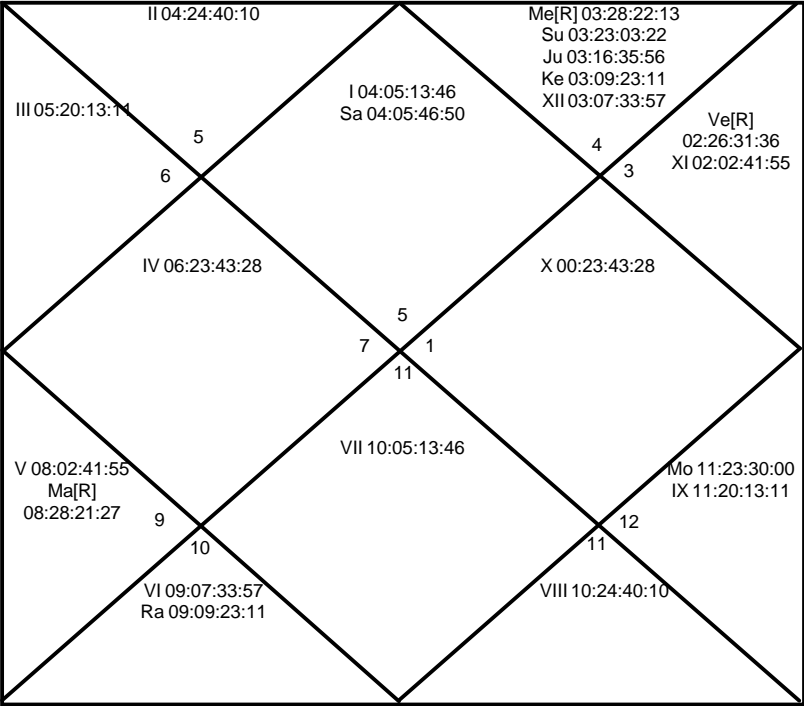 II 04:24:40:10
Me[R] 03:28:22:13
Su 03:23:03:22
Ju 03:16:35:56
Ke 03:09:23:11
XII 03:07:33:57
I 04:05:13:46
Sa 04:05:46:50
III 05:20:13:11
Ve[R]
02:26:31:36
XI 02:02:41:55
5
4
6
3
IV 06:23:43:28
X 00:23:43:28
5
7
1
11
VII 10:05:13:46
V 08:02:41:55
Ma[R]
08:28:21:27
Mo 11:23:30:00
IX 11:20:13:11
9
12
10
11
VI 09:07:33:57
Ra 09:09:23:11
VIII 10:24:40:10